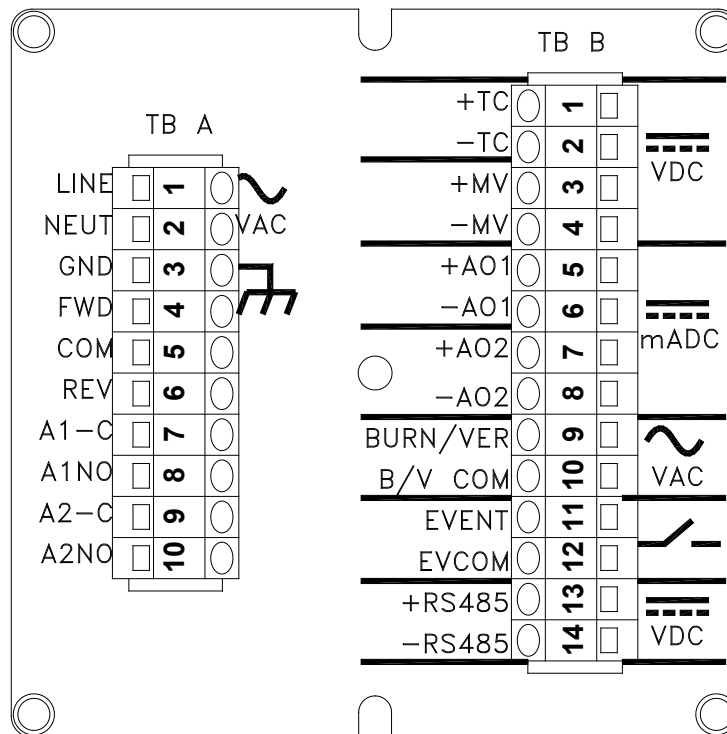 TB A
LINE 1
NEUT 2 VAC
GND 3
FWD 4
COM 5
REV 6
A1-C 7
A1NO 8
A2-C 9
A2NO 10
TB B
+TC 1
-TC 2 VDC
+MV 3
-MV 4
+AO1 5
-AO1 6 mADC
+AO2 7
-AO2 8
BURN/VER 9
B/V COM 10 VAC
EVENT 11
EVCOM 12
+RS485 13
-RS485 14 VDC